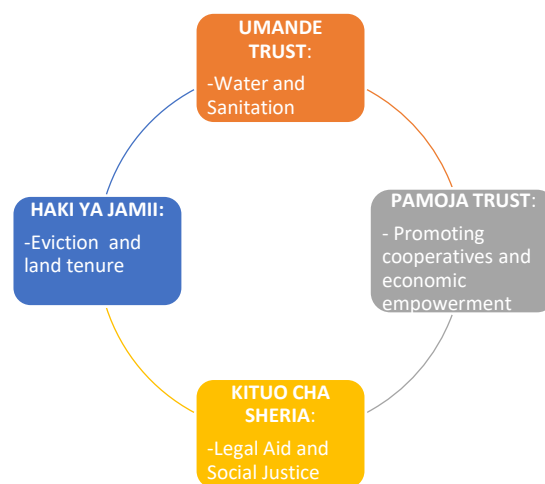 UMANDE
TRUST:
-Water and
Sanitation
HAKI YA JAMII:
-Eviction and
land tenure
PAMOJA TRUST:
- Promoting
cooperatives and
economic
empowerment
KITUO CHA
SHERIA:
-Legal Aid and
Social Justice